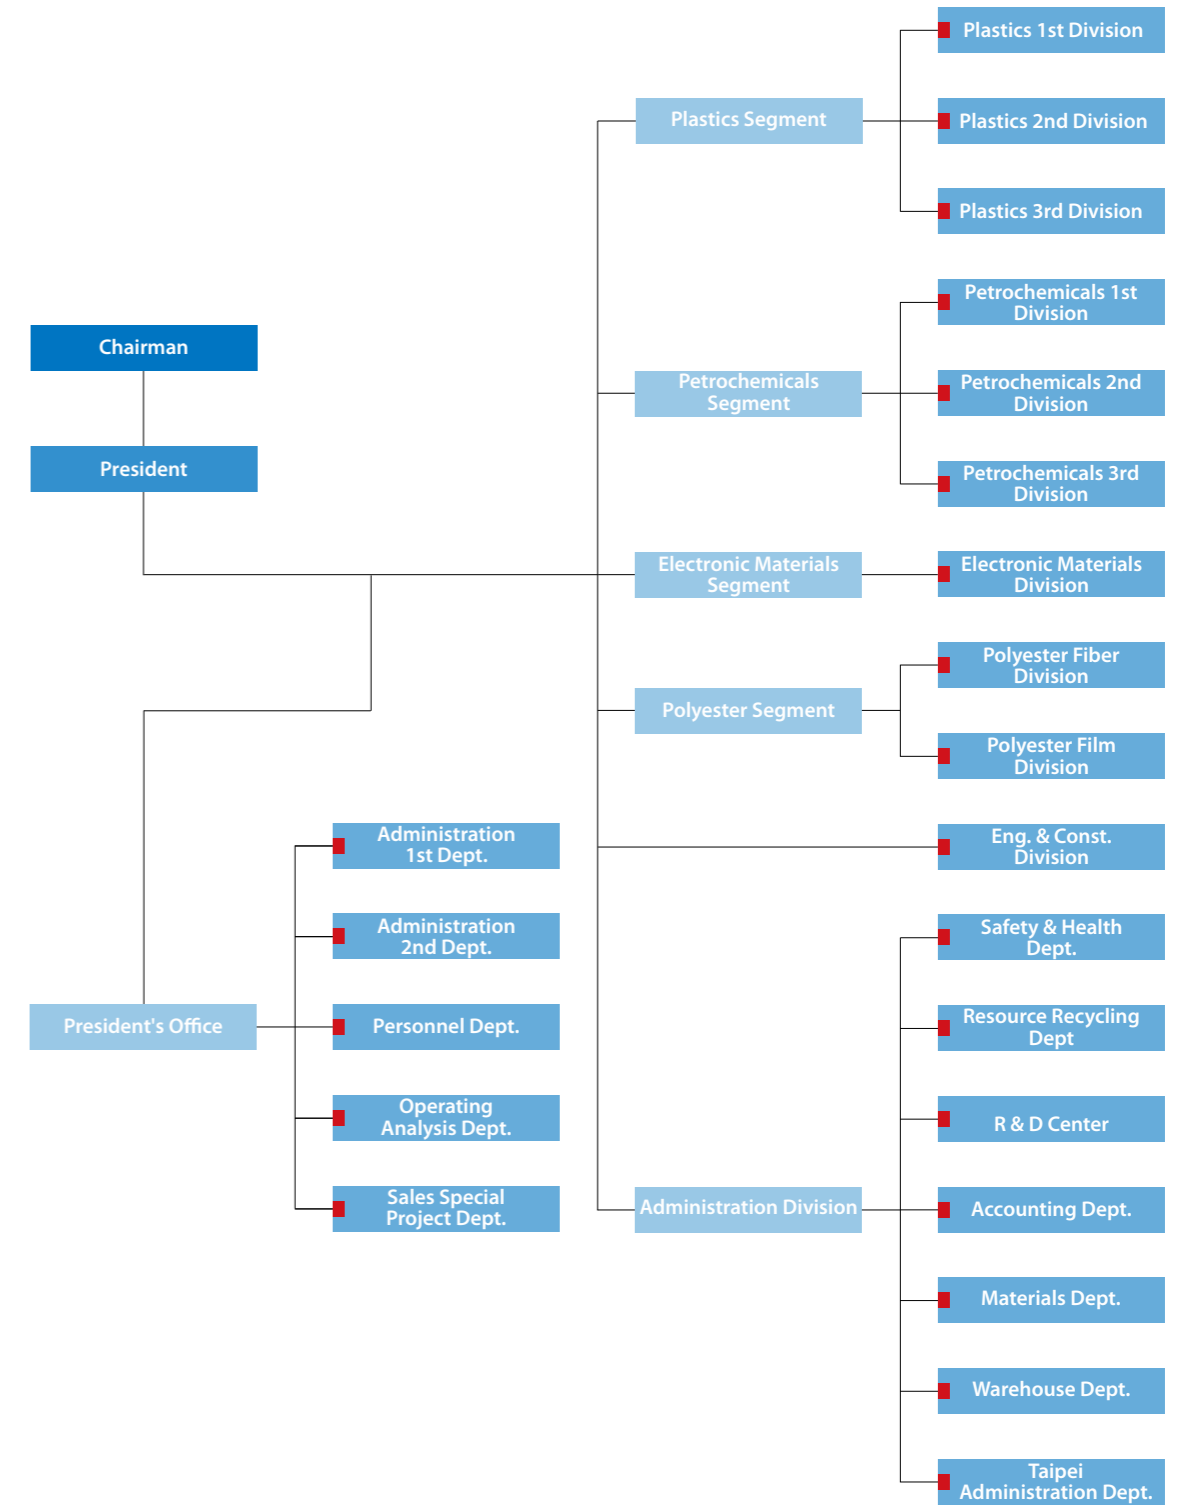 Chairman
President
President's Office
Administration
1st Dept.
Administration
2nd Dept.
Personnel Dept.
Operating
Analysis Dept.
Sales Special
Project Dept.
Plastics Segment
Plastics 1st Division
Plastics 2nd Division
Plastics 3rd Division
Petrochemicals
Segment
Petrochemicals 1st
Division
Petrochemicals 2nd
Division
Petrochemicals 3rd
Division
Electronic Materials
Segment
Electronic Materials
Division
Polyester Segment
Polyester Fiber
Division
Polyester Film
Division
Eng. & Const.
Division
Administration Division
Safety & Health
Dept.
Resource Recycling
Dept
R & D Center
Accounting Dept.
Materials Dept.
Warehouse Dept.
Taipei
Administration Dept.